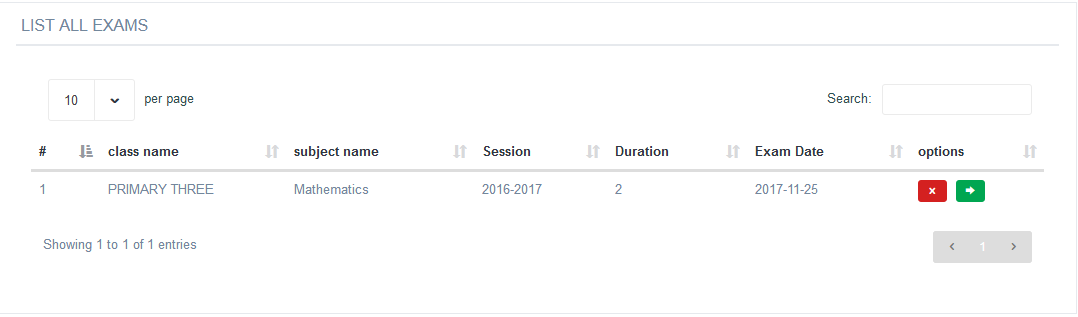 LIST ALL EXAMS
10 per page Search:
# class name subject name Session Duration Exam Date options
1 PRIMARY THREE Mathematics 2016-2017 2 2017-11-25
Showing 1 to 1 of 1 entries 1